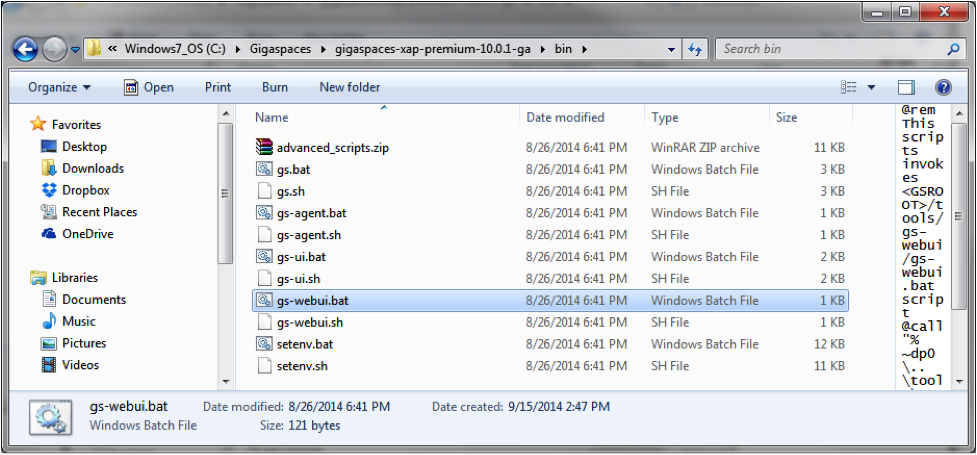 « Windows7_OS (C:) ▸ Gigaspaces ▸ gigaspaces-xap-premium-10.0.1-ga ▸ bin ▸
Search bin
Organize ▼ Open Print Burn New folder
Favorites
Desktop
Downloads
Dropbox
Recent Places
OneDrive
Libraries
Documents
Music
Pictures
Videos
Name Date modified Type Size
advanced_scripts.zip 8/26/2014 6:41 PM WinRAR ZIP archive 11 KB
gs.bat 8/26/2014 6:41 PM Windows Batch File 3 KB
gs.sh 8/26/2014 6:41 PM SH File 3 KB
gs-agent.bat 8/26/2014 6:41 PM Windows Batch File 1 KB
gs-agent.sh 8/26/2014 6:41 PM SH File 1 KB
gs-ui.bat 8/26/2014 6:41 PM Windows Batch File 2 KB
gs-ui.sh 8/26/2014 6:41 PM SH File 2 KB
gs-webui.bat 8/26/2014 6:41 PM Windows Batch File 1 KB
gs-webui.sh 8/26/2014 6:41 PM SH File 1 KB
setenv.bat 8/26/2014 6:41 PM Windows Batch File 12 KB
setenv.sh 8/26/2014 6:41 PM SH File 11 KB
@rem
This
scrip
ts
invok
es
<GSRO
OT>/t
ools/
gs-
webui
/gs-
webui
.bat
scrip
t
@call
"%
~dp0
\..
\tool
gs-webui.bat Date modified: 8/26/2014 6:41 PM Date created: 9/15/2014 2:47 PM
Windows Batch File Size: 121 bytes